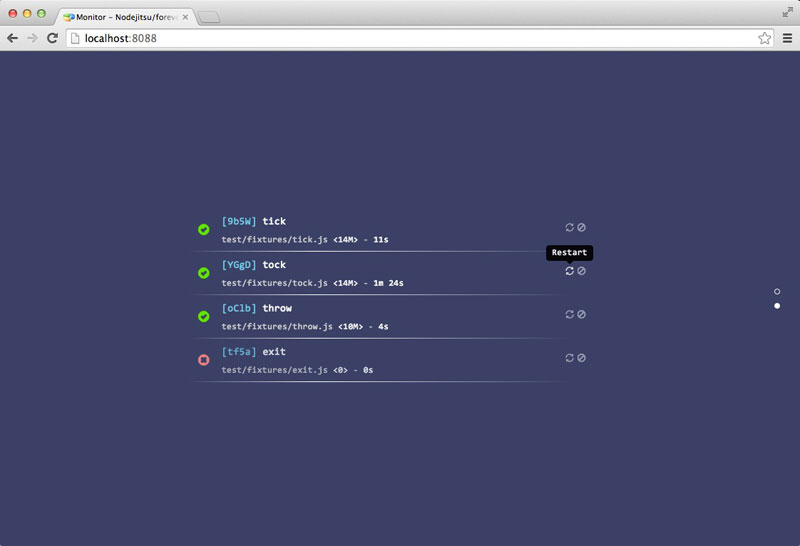 Monitor – Nodejitsu/foreve
localhost:8088
[9b5W] tick
test/fixtures/tick.js <14M> - 11s
Restart
[YGgD] tock
test/fixtures/tock.js <14M> - 1m 24s
[oClb] throw
test/fixtures/throw.js <10M> - 4s
[tf5a] exit
test/fixtures/exit.js <0> - 0s